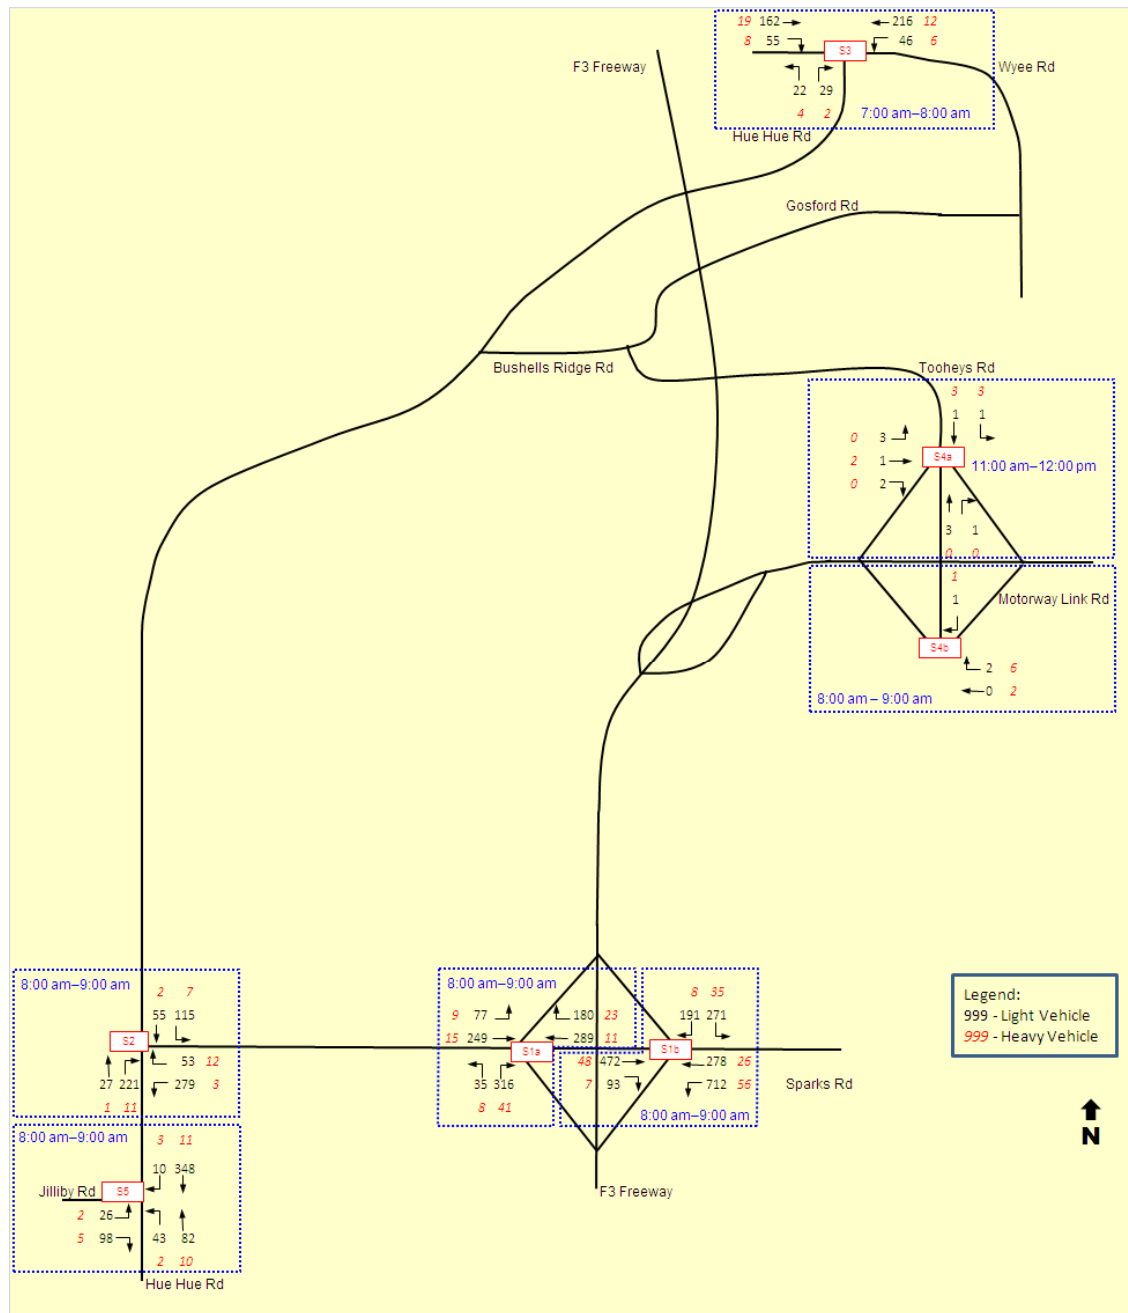 19 162 216 12
8 55 S3 46 6
F3 Freeway
Wyee Rd
22 29
4 2 7:00 am–8:00 am
Hue Hue Rd
Gosford Rd
Bushells Ridge Rd
Tooheys Rd
3 3
1 1
0 3
2 1 S4a 11:00 am–12:00 pm
0 2
3 1
0 0
1
1 Motorway Link Rd
S4b
2 6
0 2
8:00 am – 9:00 am
8:00 am–9:00 am
2 7
55 115
S2
53 12
27 221 279 3
1 11
8:00 am–9:00 am
9 77 180 23
15 249 289 11
S1a
35 316
8 41
8 35
191 271
S1b
48 472 278 26
7 93 712 56
8:00 am–9:00 am
Sparks Rd
Legend:
999 - Light Vehicle
999 - Heavy Vehicle
N
8:00 am–9:00 am
3 11
10 348
Jilliby Rd S5
2 26
5 98 43 82
2 10
Hue Hue Rd
F3 Freeway